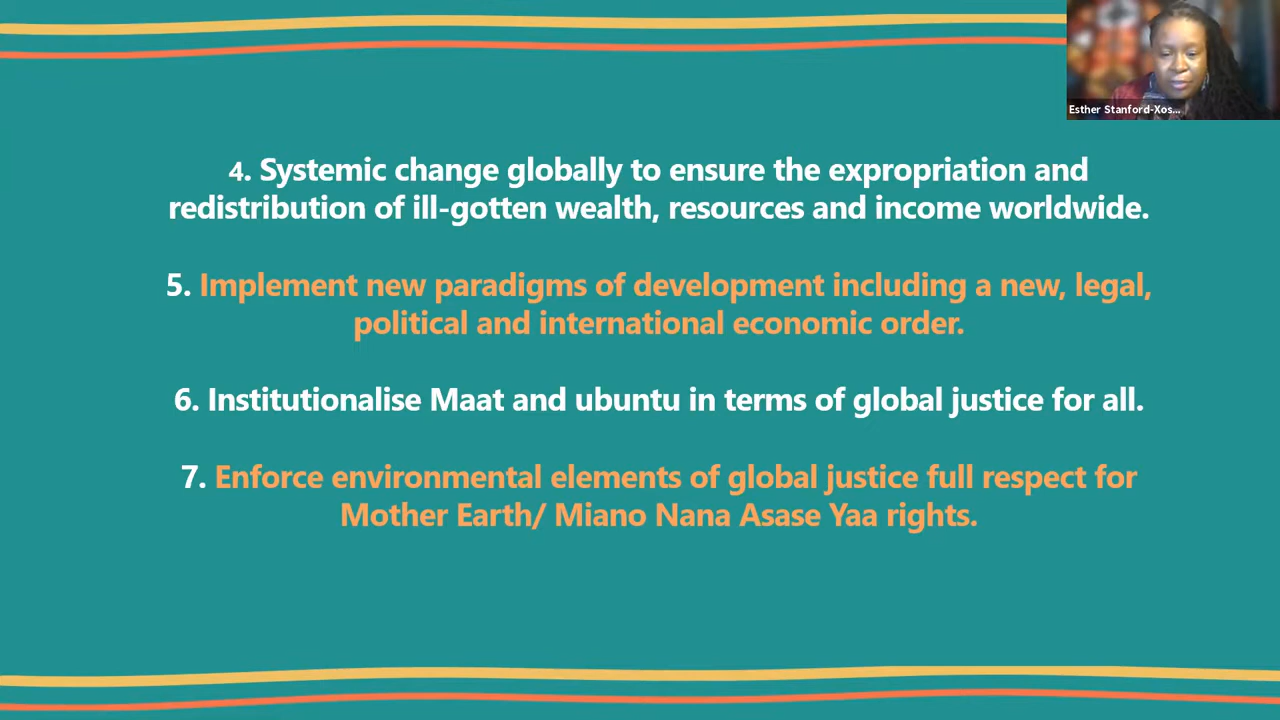 Esther Stanford-Xos...
4. Systemic change globally to ensure the expropriation and
redistribution of ill-gotten wealth, resources and income worldwide.
5. Implement new paradigms of development including a new, legal,
political and international economic order.
6. Institutionalise Maat and ubuntu in terms of global justice for all.
7. Enforce environmental elements of global justice full respect for
Mother Earth/ Miano Nana Asase Yaa rights.